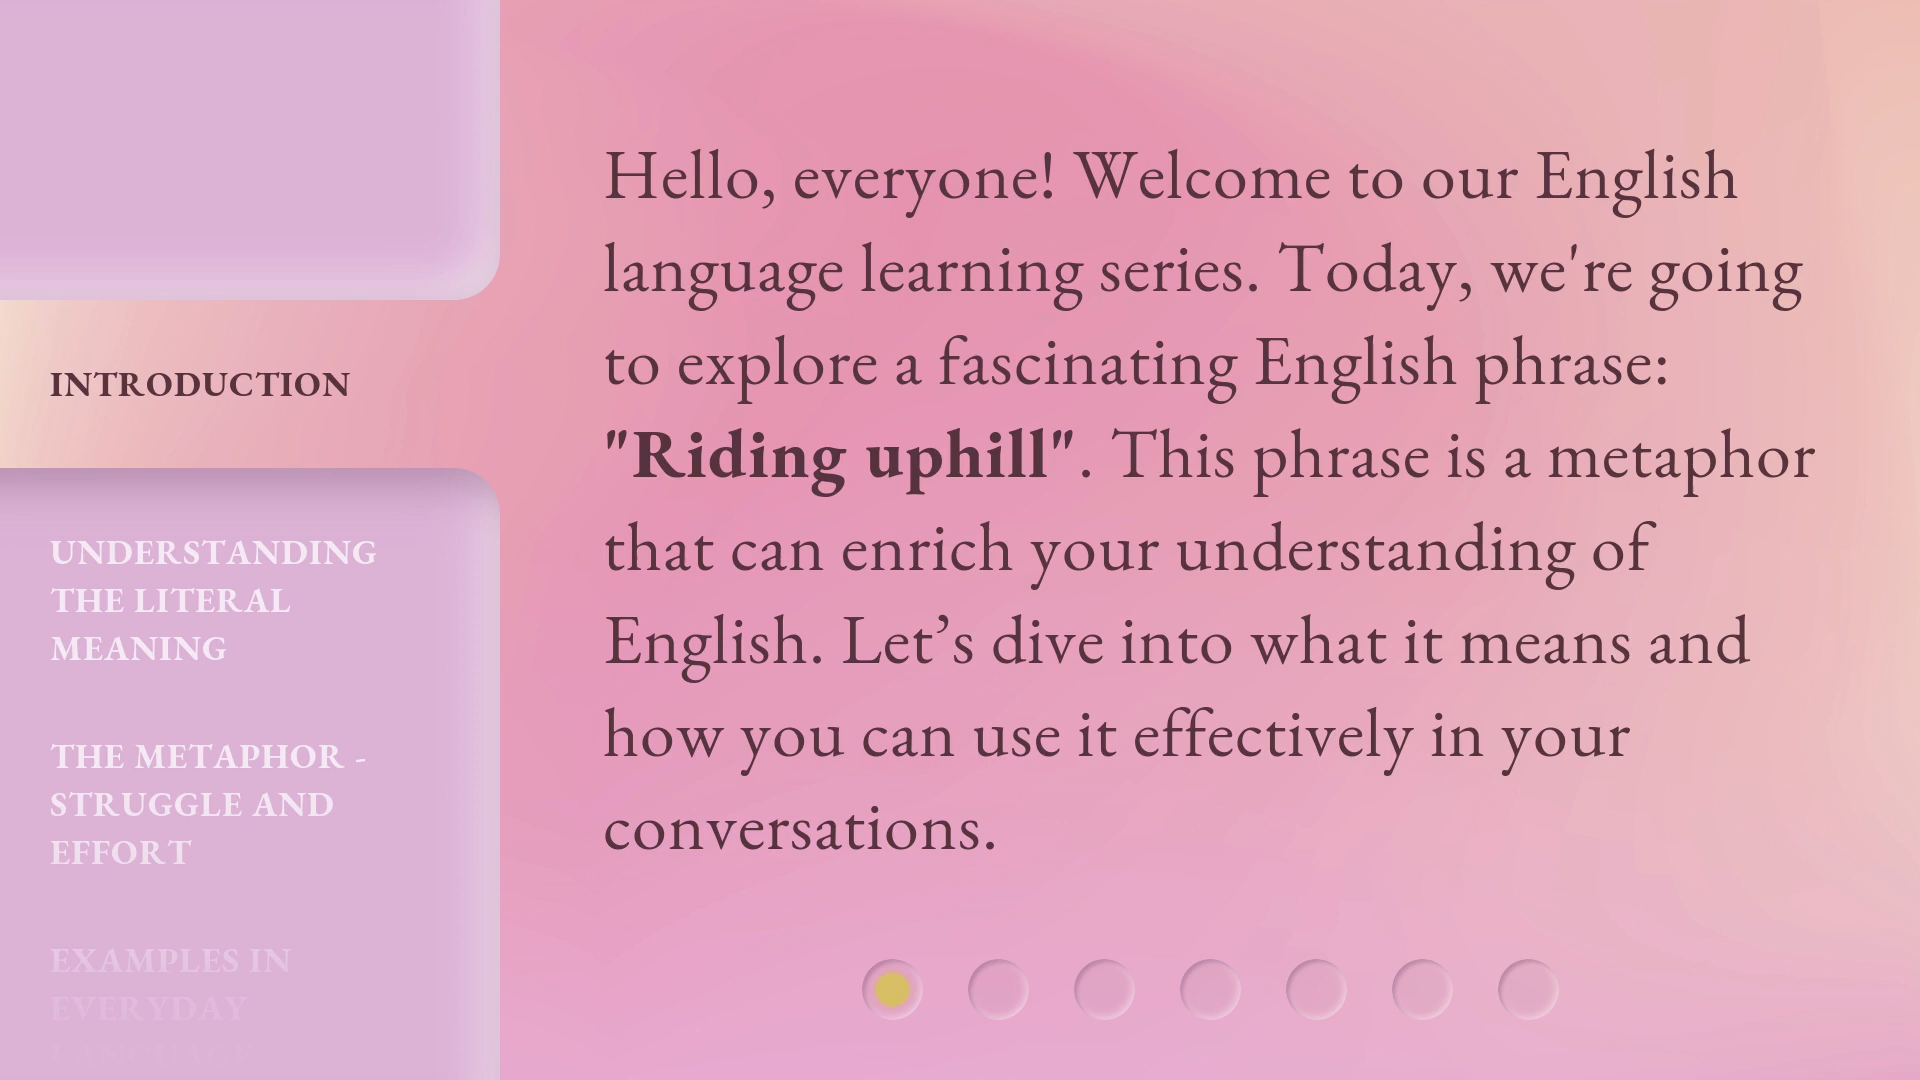 INTRODUCTION
UNDERSTANDING
THE LITERAL
MEANING
THE METAPHOR -
STRUGGLE AND
EFFORT
EXAMPLES IN
EVERYDAY
LANGUAGE
Hello, everyone! Welcome to our English
language learning series. Today, we're going
to explore a fascinating English phrase:
"Riding uphill". This phrase is a metaphor
that can enrich your understanding of
English. Let’s dive into what it means and
how you can use it effectively in your
conversations.